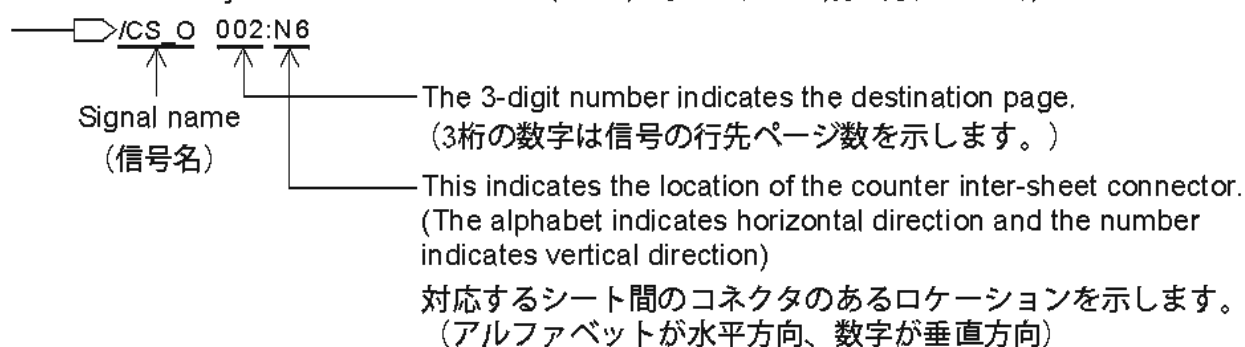 /CS_O 002:N6
Signal name
（信号名）
The 3-digit number indicates the destination page.
（3桁の数字は信号の行先ページ数を示します。）
This indicates the location of the counter inter-sheet connector.
(The alphabet indicates horizontal direction and the number
indicates vertical direction)
対応するシート間のコネクタのあるロケーションを示します。
（アルファベットが水平方向、数字が垂直方向）